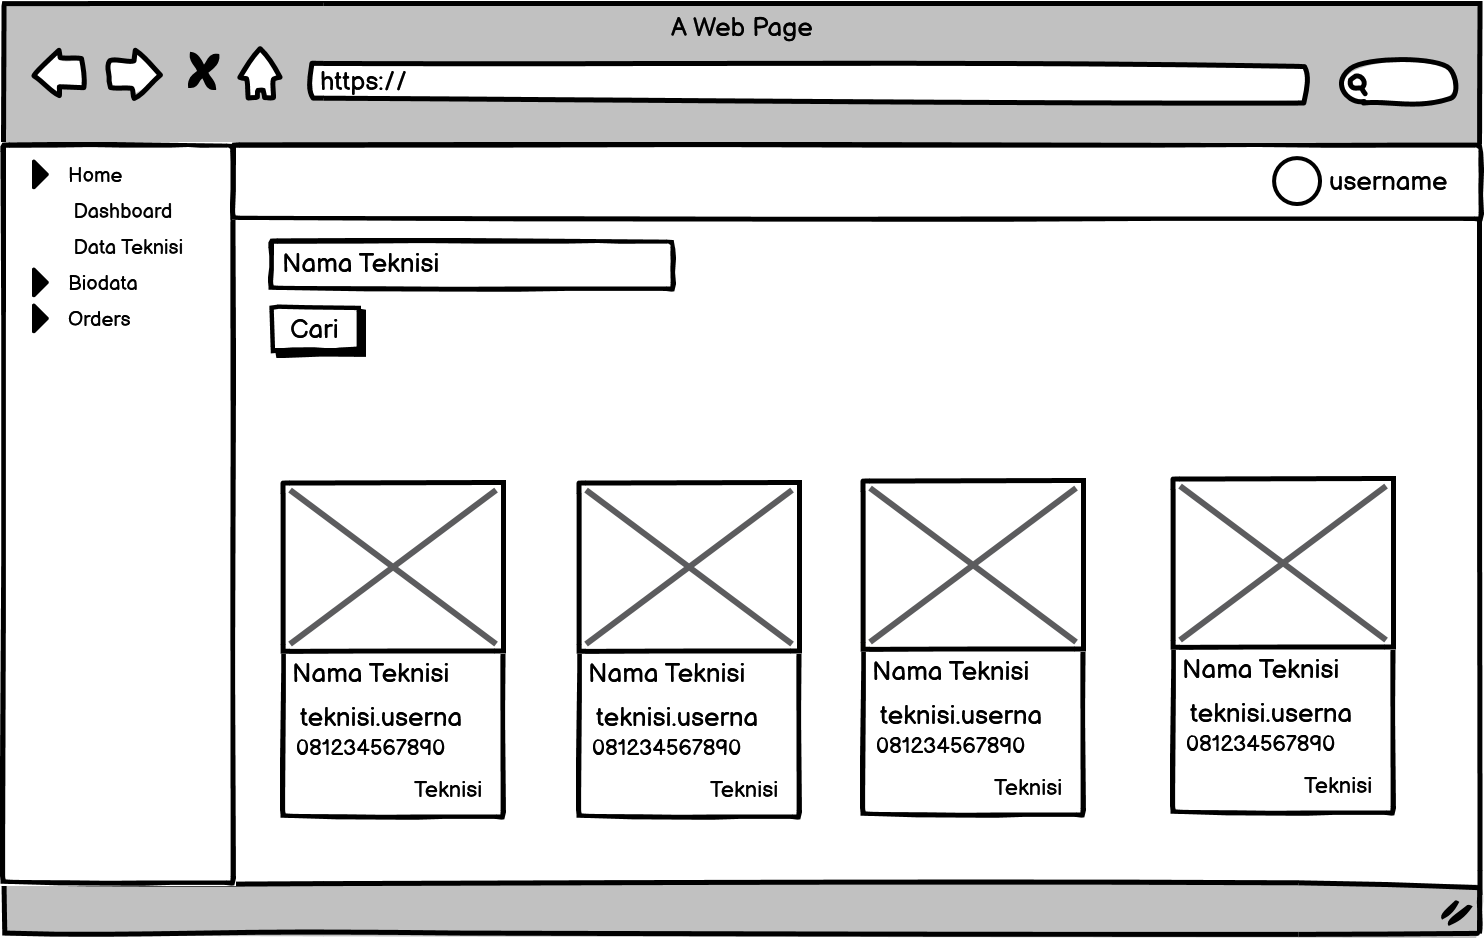 A Web Page
https://
username
Home
Dashboard
Data Teknisi
Biodata
Orders
Nama Teknisi
Cari
Nama Teknisi
teknisi.userna
081234567890
Teknisi
Nama Teknisi
teknisi.userna
081234567890
Teknisi
Nama Teknisi
teknisi.userna
081234567890
Teknisi
Nama Teknisi
teknisi.userna
081234567890
Teknisi